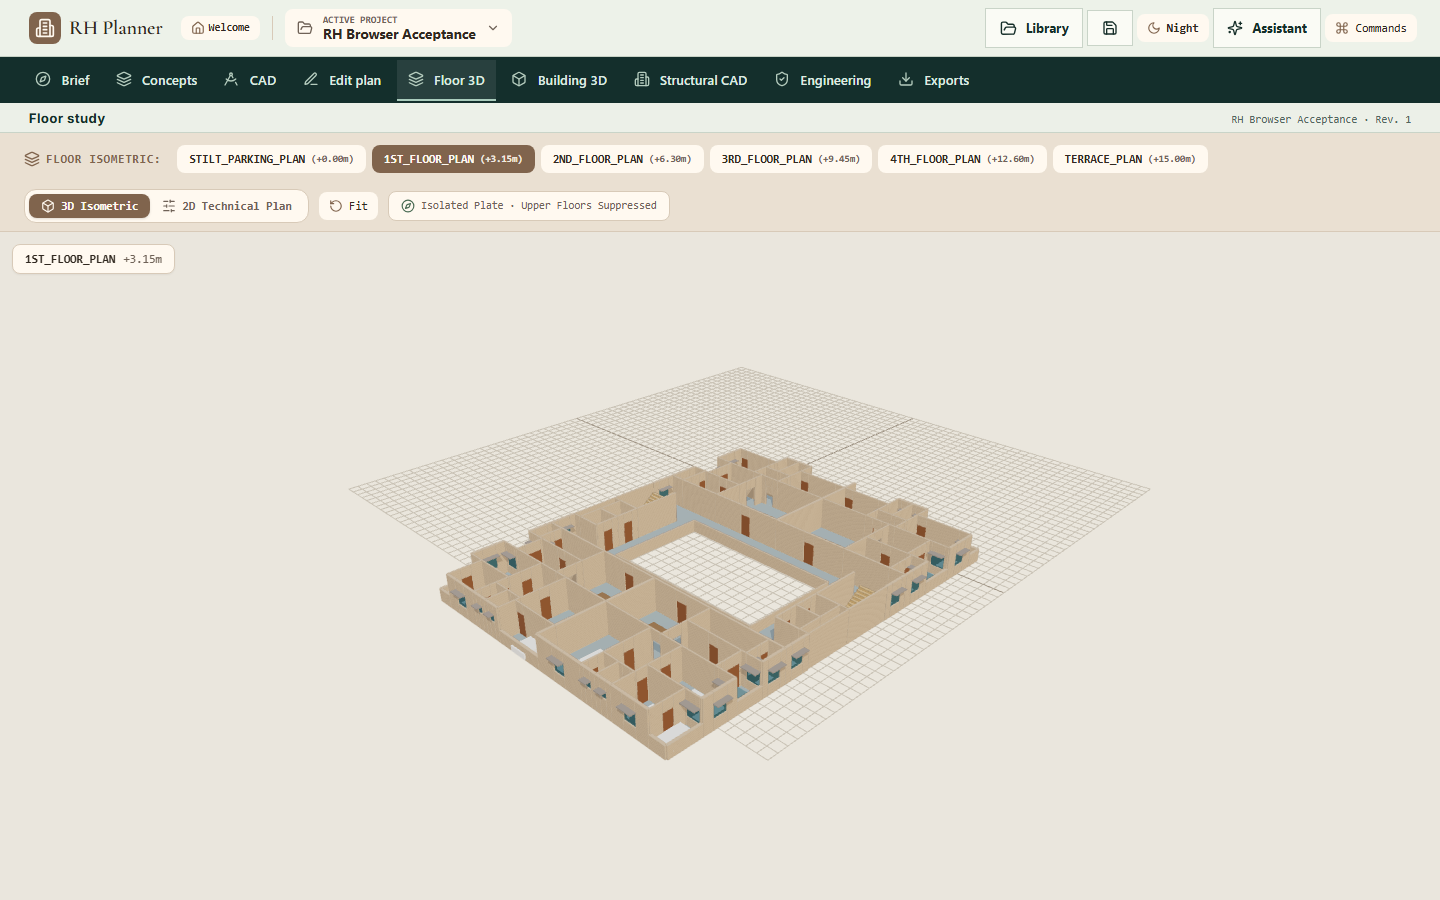 RH Planner
Welcome
ACTIVE PROJECT
RH Browser Acceptance
Library
Night
Assistant
Commands
Brief
Concepts
CAD
Edit plan
Floor 3D
Building 3D
Structural CAD
Engineering
Exports
Floor study
RH Browser Acceptance · Rev. 1
FLOOR ISOMETRIC:
STILT_PARKING_PLAN (+0.00m)
1ST_FLOOR_PLAN (+3.15m)
2ND_FLOOR_PLAN (+6.30m)
3RD_FLOOR_PLAN (+9.45m)
4TH_FLOOR_PLAN (+12.60m)
TERRACE_PLAN (+15.00m)
3D Isometric
2D Technical Plan
Fit
Isolated Plate · Upper Floors Suppressed
1ST_FLOOR_PLAN +3.15m